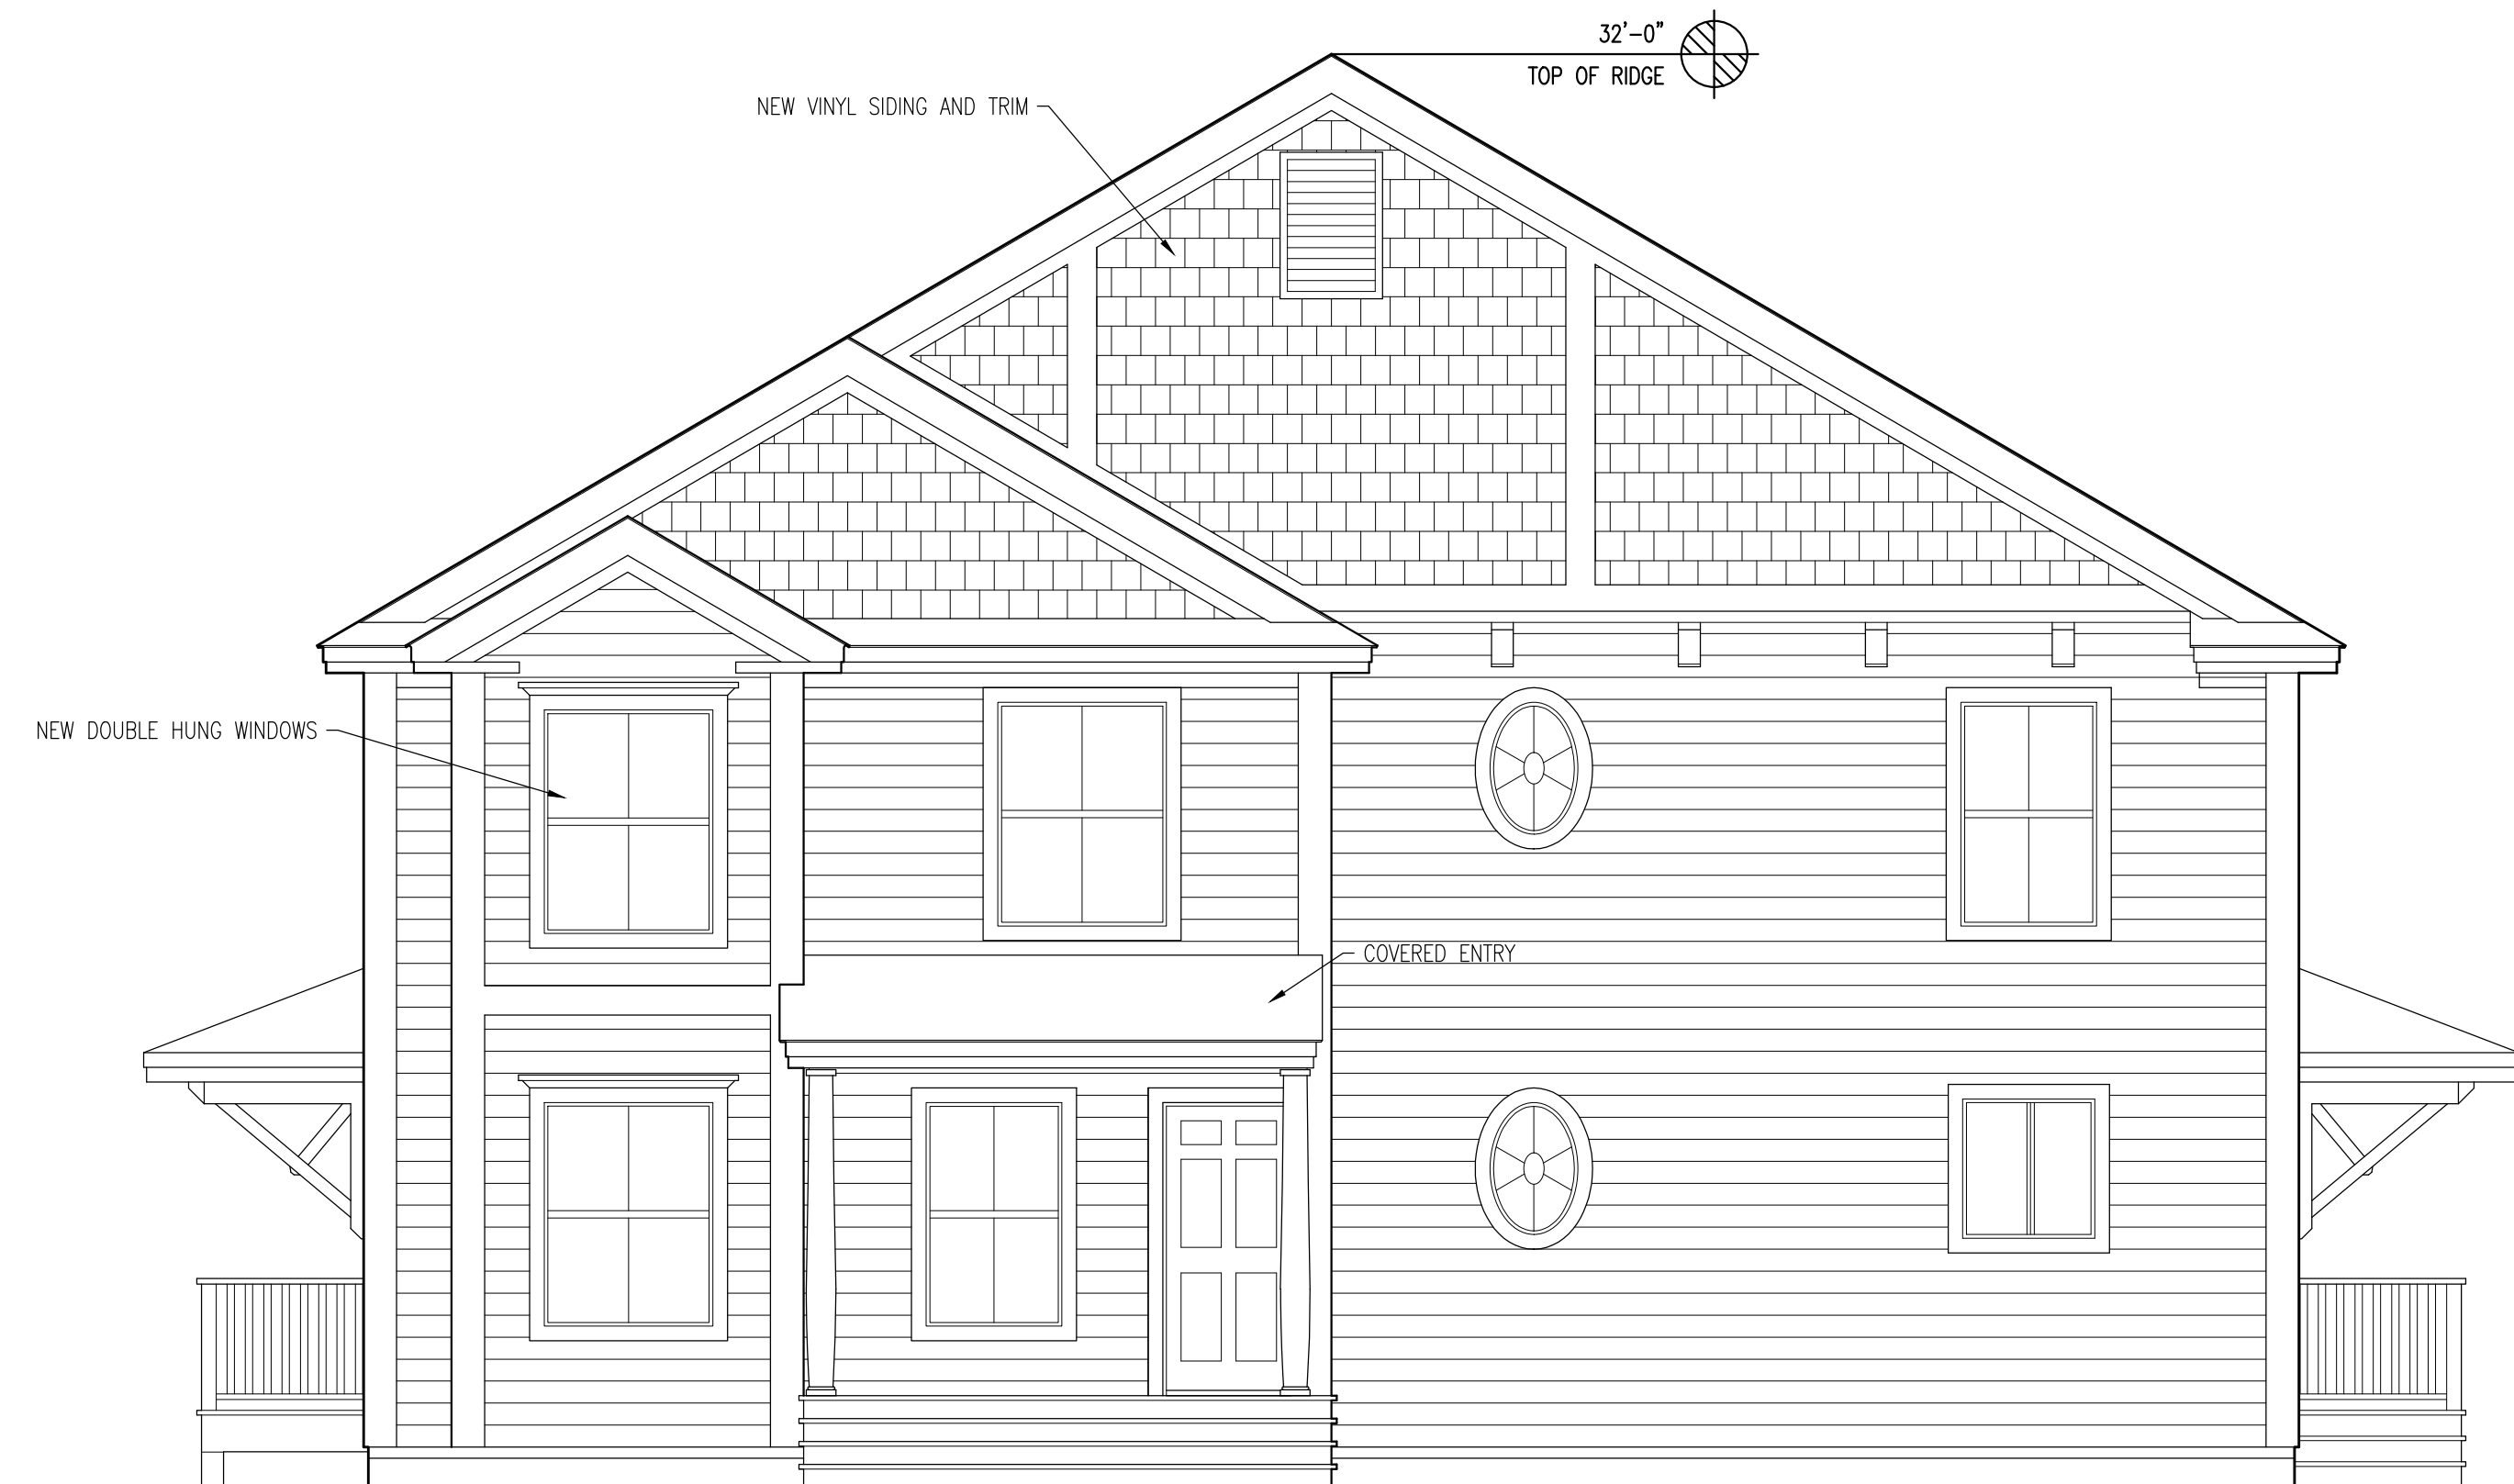 32'-0"
TOP OF RIDGE
NEW VINYL SIDING AND TRIM
NEW DOUBLE HUNG WINDOWS
COVERED ENTRY